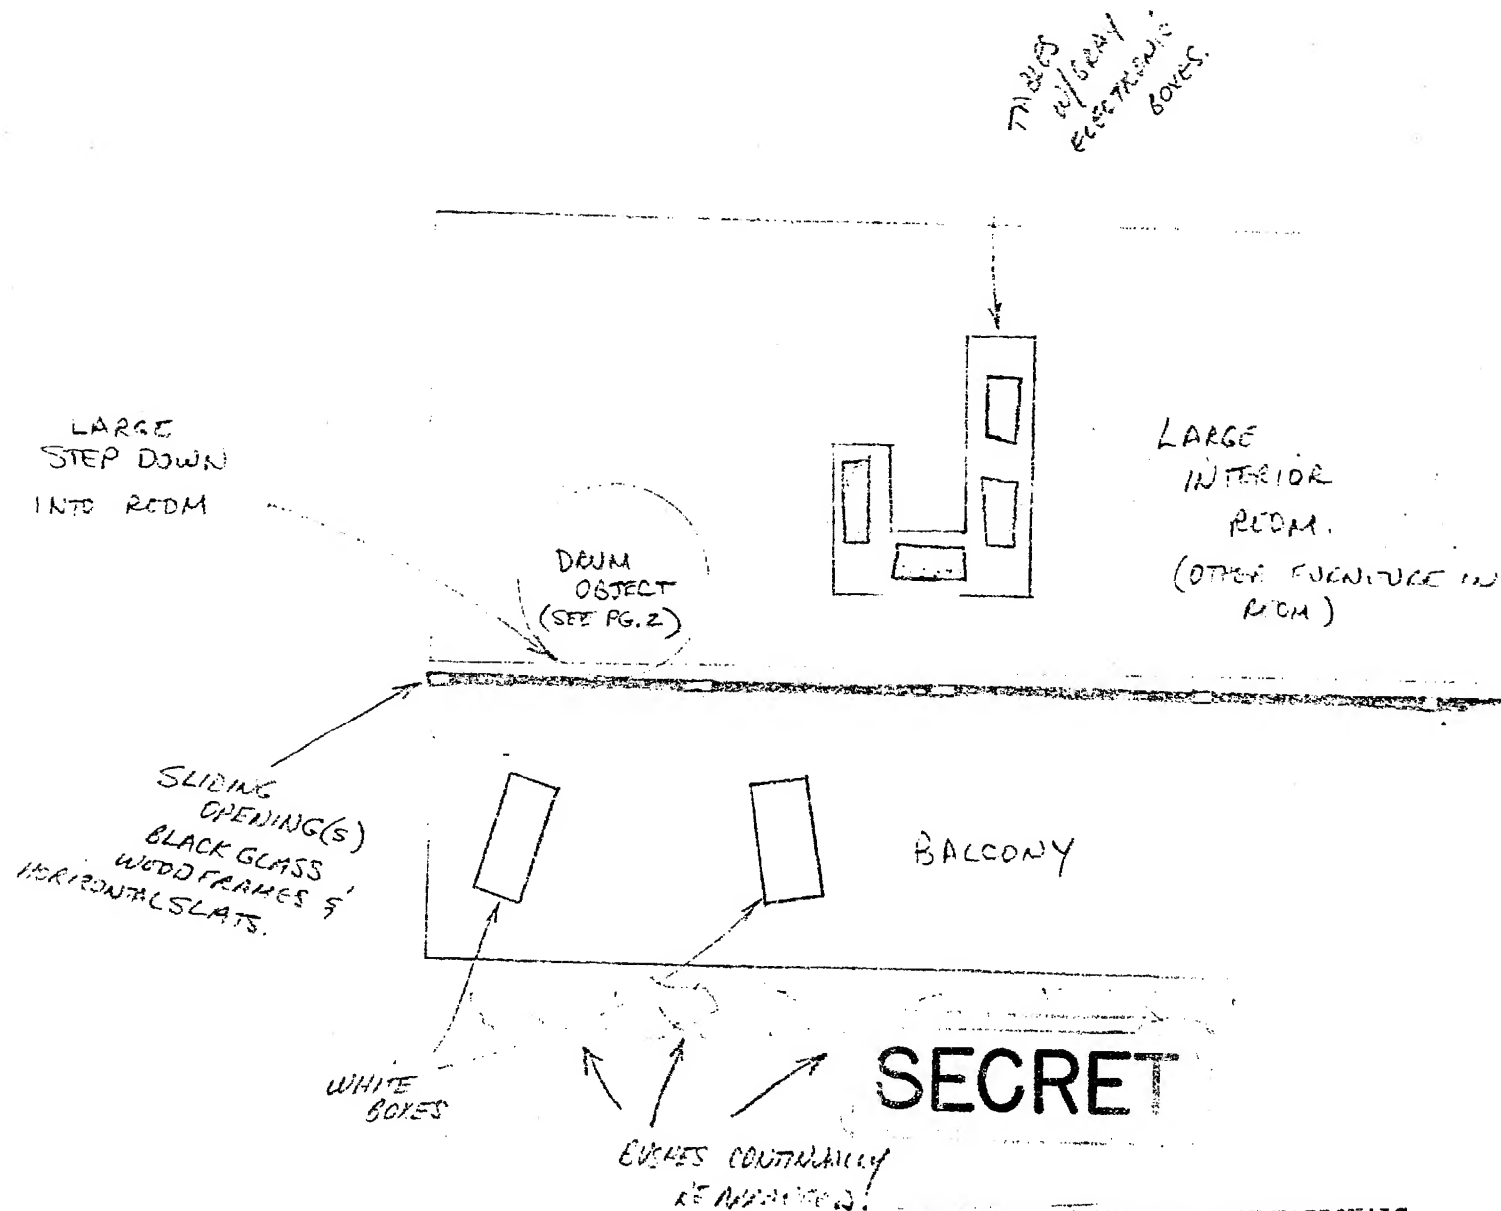 TABLES
W/GRAY
ELECTRONIC
BOXES.
LARGE
STEP DOWN
INTO ROOM
DRUM
OBJECT
(SEE PG. 2)
LARGE
INTERIOR
ROOM.
(OTHER FURNITURE IN
ROOM)
SLIDING
OPENING(S)
BLACK GLASS
WOOD FRAMES &
HORIZONTAL SLATS.
BALCONY
WHITE
BOXES
SECRET
BUSHES CONTINUALLY